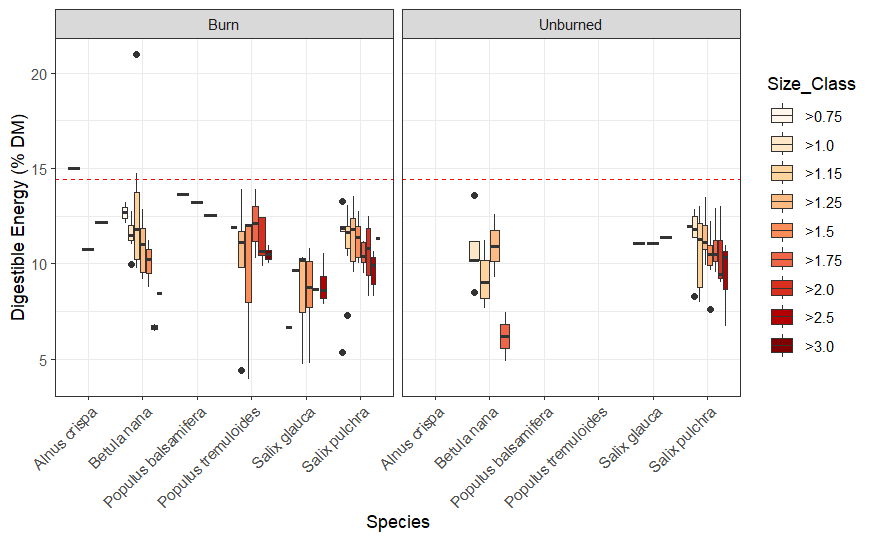 Burn
Unburned
Digestible Energy (% DM)
20
15
10
5
Alnus crispa
Betula nana
Populus balsamifera
Populus tremuloides
Salix glauca
Salix pulchra
Alnus crispa
Betula nana
Populus balsamifera
Populus tremuloides
Salix glauca
Salix pulchra
Species
Size_Class
>0.75
>1.0
>1.15
>1.25
>1.5
>1.75
>2.0
>2.5
>3.0